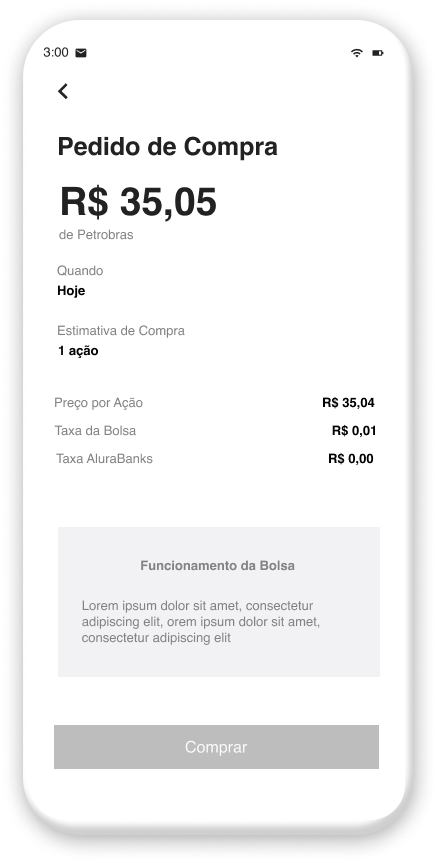 3:00
Pedido de Compra
R$ 35,05
de Petrobras
Quando
Hoje
Estimativa de Compra
1 ação
Preço por Ação R$ 35,04
Taxa da Bolsa R$ 0,01
Taxa AluraBanks R$ 0,00
Funcionamento da Bolsa
Lorem ipsum dolor sit amet, consectetur
adipiscing elit, orem ipsum dolor sit amet,
consectetur adipiscing elit
Comprar